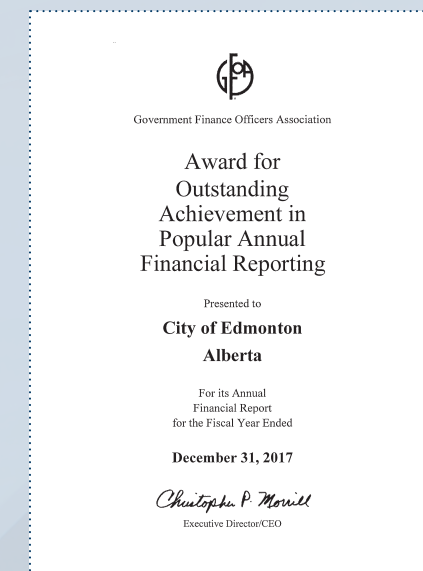 GFOA
Government Finance Officers Association
Award for
Outstanding
Achievement in
Popular Annual
Financial Reporting
Presented to
City of Edmonton
Alberta
For its Annual
Financial Report
for the Fiscal Year Ended
December 31, 2017
Christopher P. Morrill
Executive Director/CEO